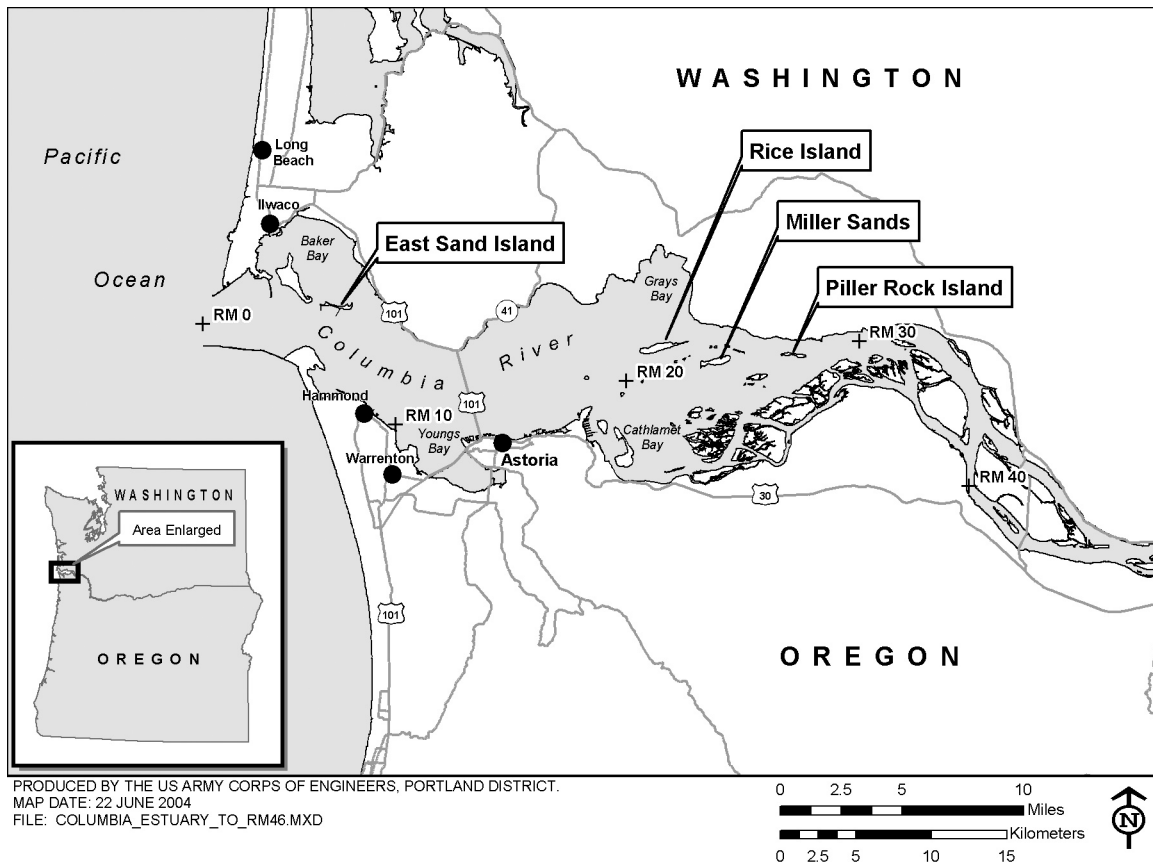 WASHINGTON
Pacific
Ocean
Long
Beach
Ilwaco
Baker
Bay
East Sand Island
Rice Island
Miller Sands
Piller Rock Island
Grays
Bay
101
41
RM 0
RM 30
Columbia
River
RM 20
101
Hammond
RM 10
Youngs
Bay
Cathlamet
Bay
Astoria
Warrenton
30
RM 40
WASHINGTON
Area Enlarged
OREGON
101
OREGON
PRODUCED BY THE US ARMY CORPS OF ENGINEERS, PORTLAND DISTRICT.
MAP DATE: 22 JUNE 2004
FILE: COLUMBIA_ESTUARY_TO_RM46.MXD
0 2.5 5 10
Miles
Kilometers
0 2.5 5 10 15
N